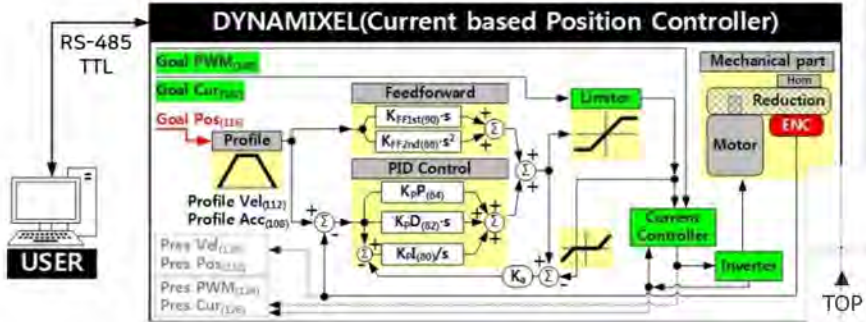 DYNAMIXEL(Current based Position Controller)
RS-485
TTL
USER
Goal PWM(100)
Goal Cur(102)
Goal Pos(116)
Profile
Profile Vel(112)
Profile Acc(108)
Feedforward
KFF1st(90)·s
KFF2nd(88)·s²
PID Control
KPP(84)
KPD(82)·s
KPI(80)/s
Ka
Limiter
Mechanical part
Horn
Reduction
ENC
Motor
Current
Controller
Inverter
Pres Vel(128)
Pres Pos(132)
Pres PWM(124)
Pres Cur(126)
TOP